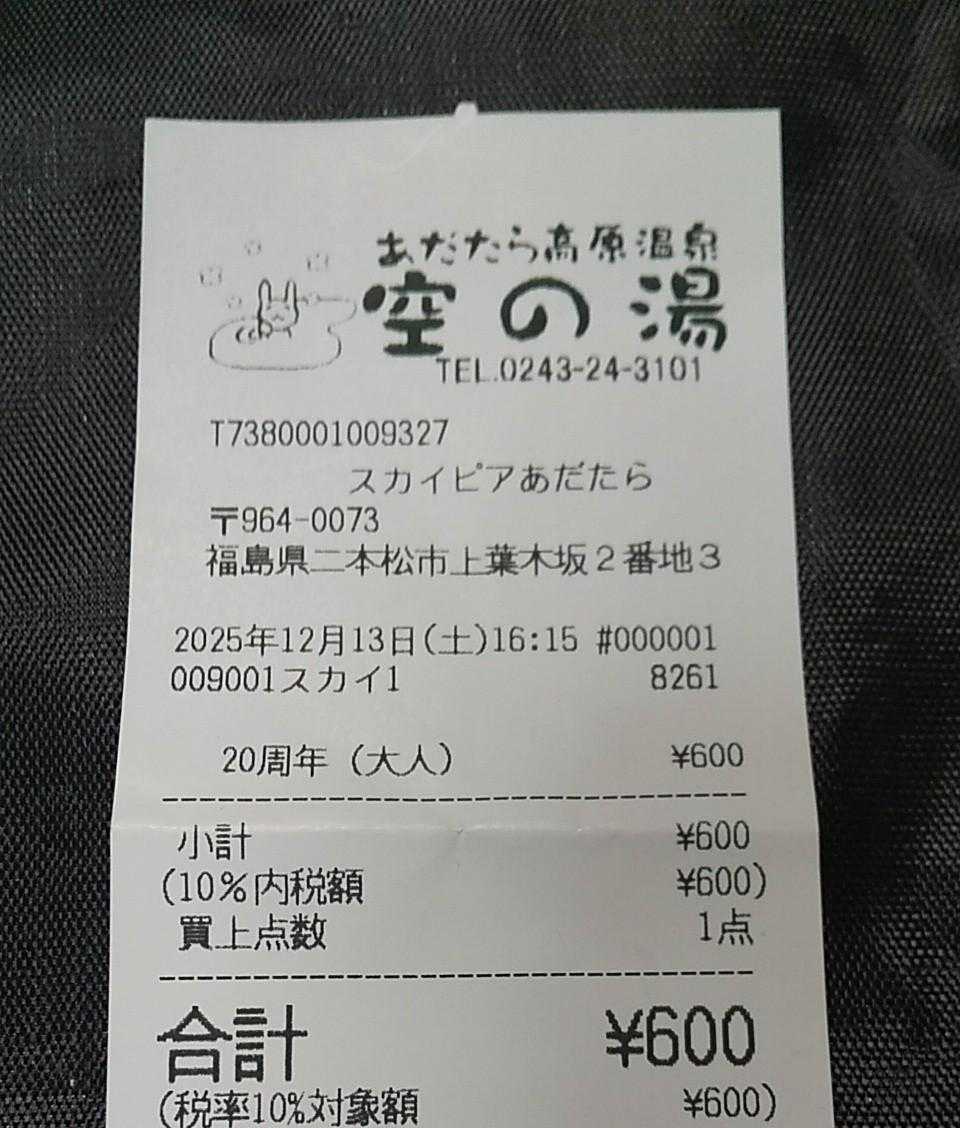 あだたら高原温泉
空の湯
TEL.0243-24-3101
T7380001009327
スカイピアあだたら
〒964-0073
福島県二本松市上葉木坂２番地３
2025年12月13日(土)16:15 #000001
009001スカイ1 8261
20周年（大人） ¥600
小計 ¥600
(10％内税額 ¥600)
買上点数 1点
合計 ¥600
(税率10%対象額 ¥600)